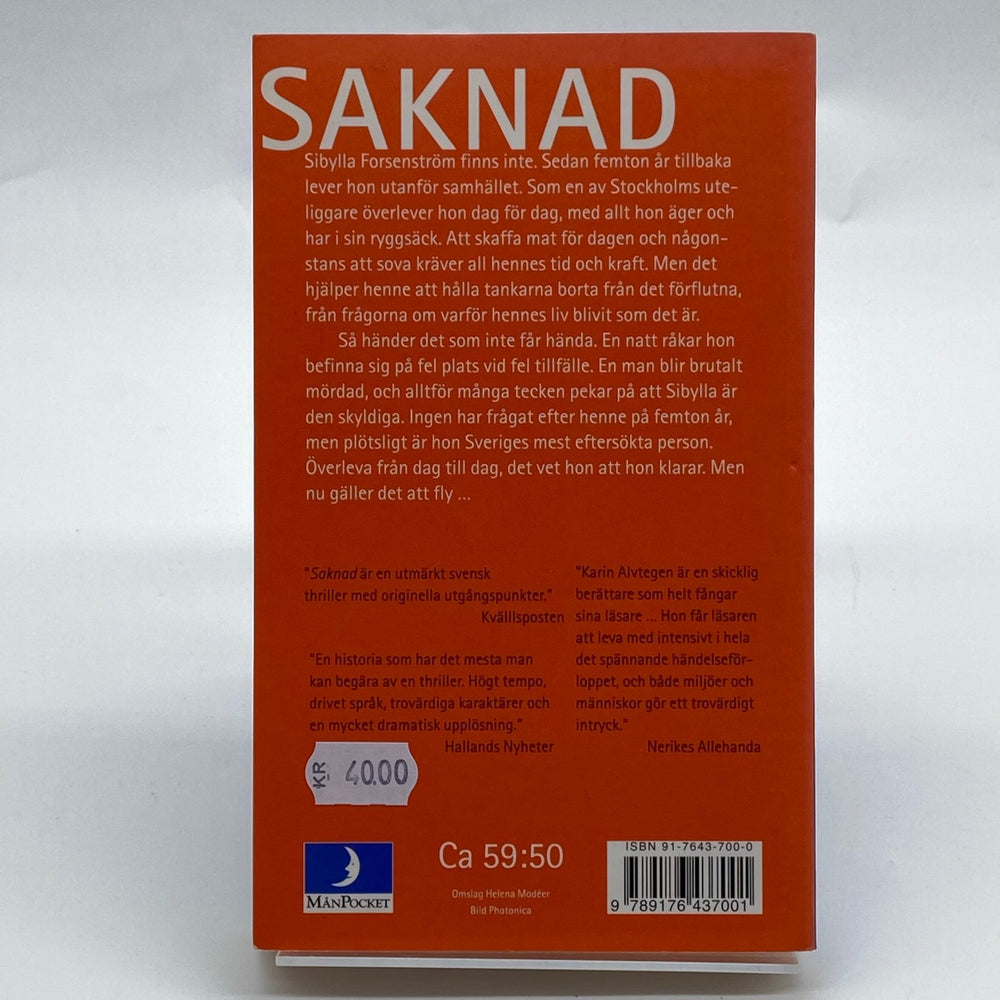 SAKNAD
Sibylla Forsenström finns inte. Sedan femton år tillbaka
lever hon utanför samhället. Som en av Stockholms ute-
liggare överlever hon dag för dag, med allt hon äger och
har i sin ryggsäck. Att skaffa mat för dagen och någon-
stans att sova kräver all hennes tid och kraft. Men det
hjälper henne att hålla tankarna borta från det förflutna,
från frågorna om varför hennes liv blivit som det är.
Så händer det som inte får hända. En natt råkar hon
befinna sig på fel plats vid fel tillfälle. En man blir brutalt
mördad, och alltför många tecken pekar på att Sibylla är
den skyldiga. Ingen har frågat efter henne på femton år,
men plötsligt är hon Sveriges mest eftersökta person.
Överleva från dag till dag, det vet hon att hon klarar. Men
nu gäller det att fly ...
"Saknad är en utmärkt svensk
thriller med originella utgångspunkter."
Kvälllsposten
"En historia som har det mesta man
kan begära av en thriller. Högt tempo,
drivet språk, trovärdiga karaktärer och
en mycket dramatisk upplösning."
Hallands Nyheter
"Karin Alvtegen är en skicklig
berättare som helt fångar
sina läsare ... Hon får läsaren
att leva med intensivt i hela
det spännande händelseför-
loppet, och både miljöer och
människor gör ett trovärdigt
intryck."
Nerikes Allehanda
KR 40.00
MÅNPOCKET
Ca 59:50
Omslag Helena Modéer
Bild Photonica
ISBN 91-7643-700-0
9 789176 437001